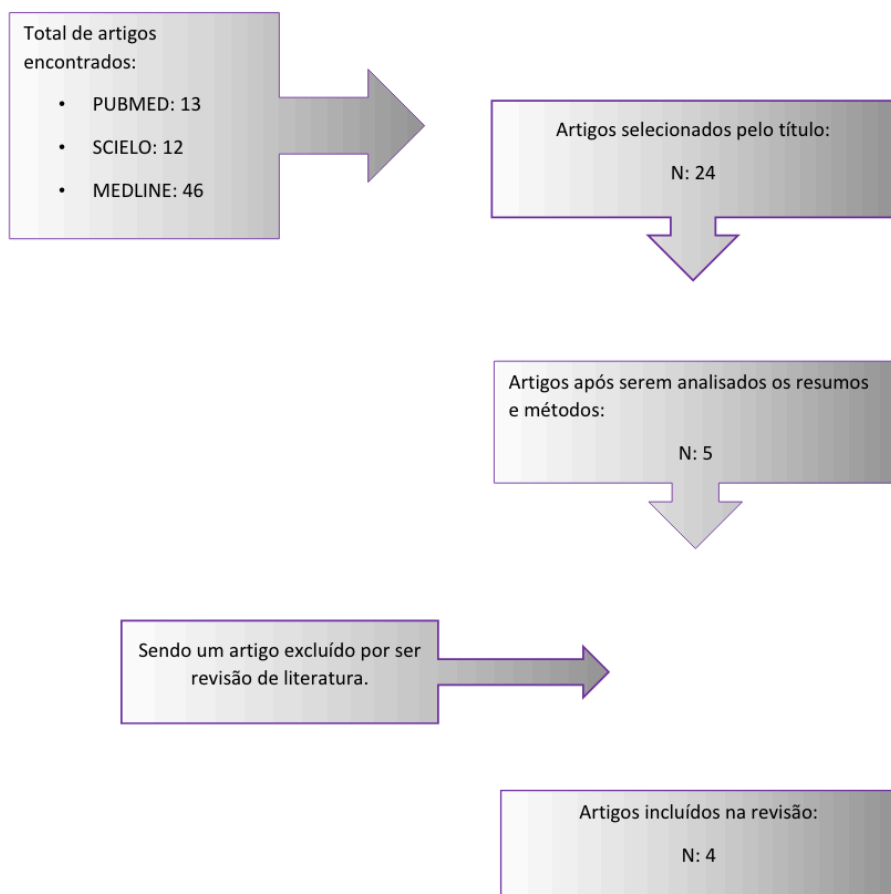 Total de artigos
encontrados:
• PUBMED: 13
• SCIELO: 12
• MEDLINE: 46
Artigos selecionados pelo título:
N: 24
Artigos após serem analisados os resumos
e métodos:
N: 5
Sendo um artigo excluído por ser
revisão de literatura.
Artigos incluídos na revisão:
N: 4